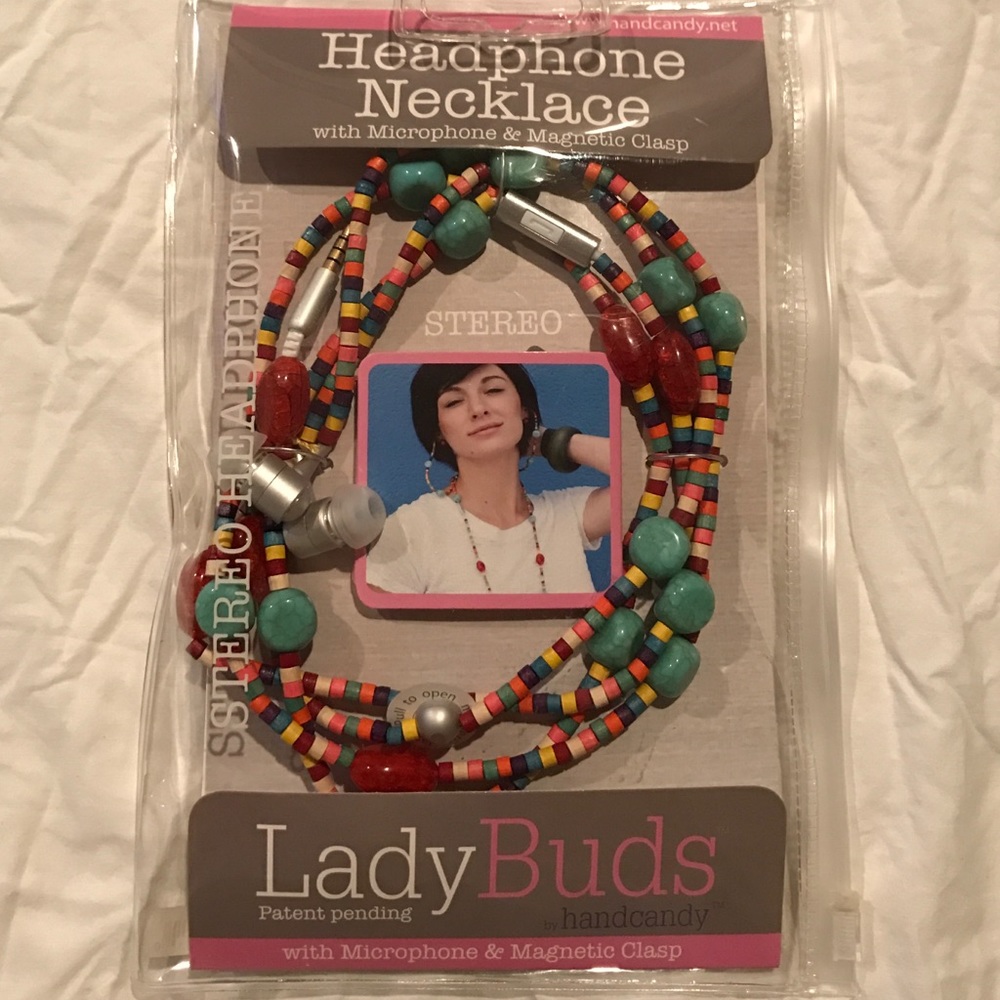 handcandy.net
Headphone
Necklace
with Microphone & Magnetic Clasp
STEREO
STEREO HEADPHONE
pull to open
LadyBuds
Patent pending
by handcandy™
with Microphone & Magnetic Clasp